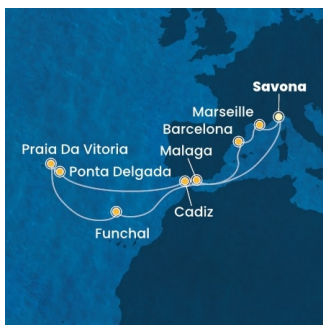 Savona
Marseille
Barcelona
Malaga
Praia Da Vitoria
Ponta Delgada
Cadiz
Funchal